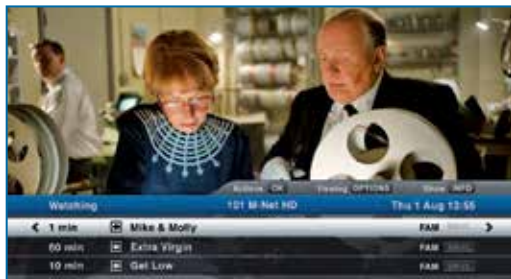 Actions OK Viewing OPTIONS Show INFO
Watching 101 M-Net HD Thu 1 Aug 12:55
1 min Mike & Molly FAM
60 min Extra Virgin FAM
10 min Get Low FAM